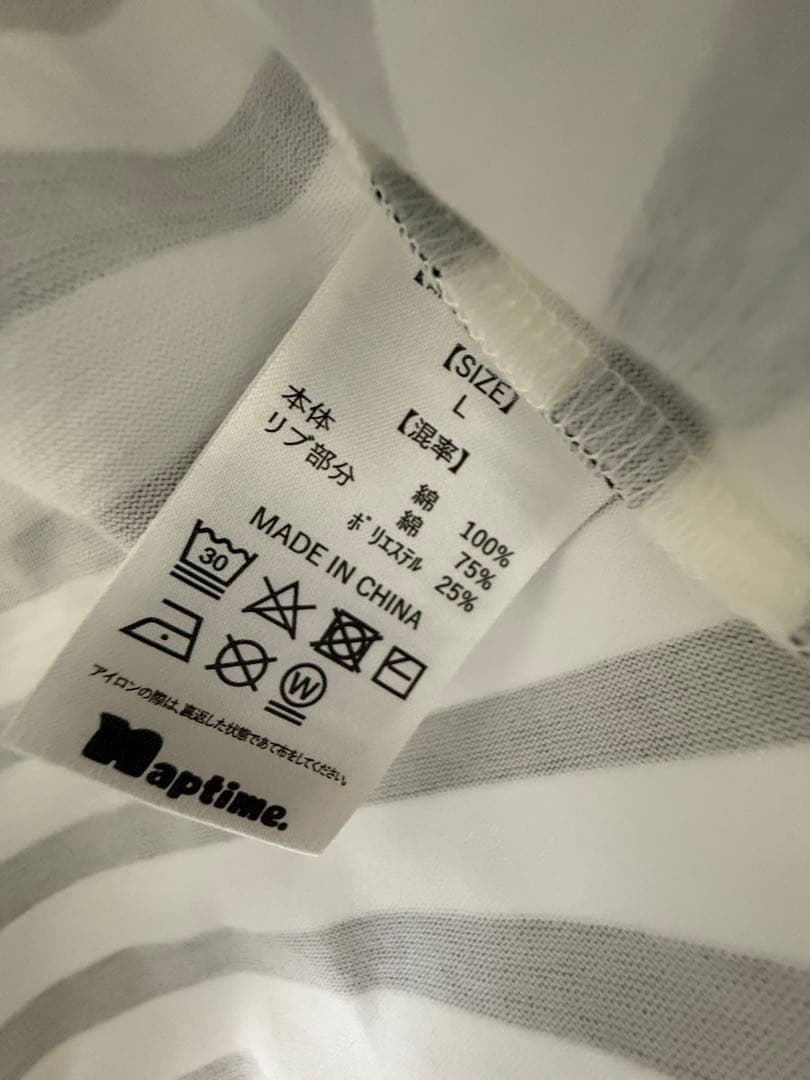 【SIZE】
L
【混率】
本体 綿 100%
リブ部分 綿 75%
ポリエステル 25%
MADE IN CHINA
30
W
アイロンの際は、裏返した状態であて布をしてください。
Maptime.